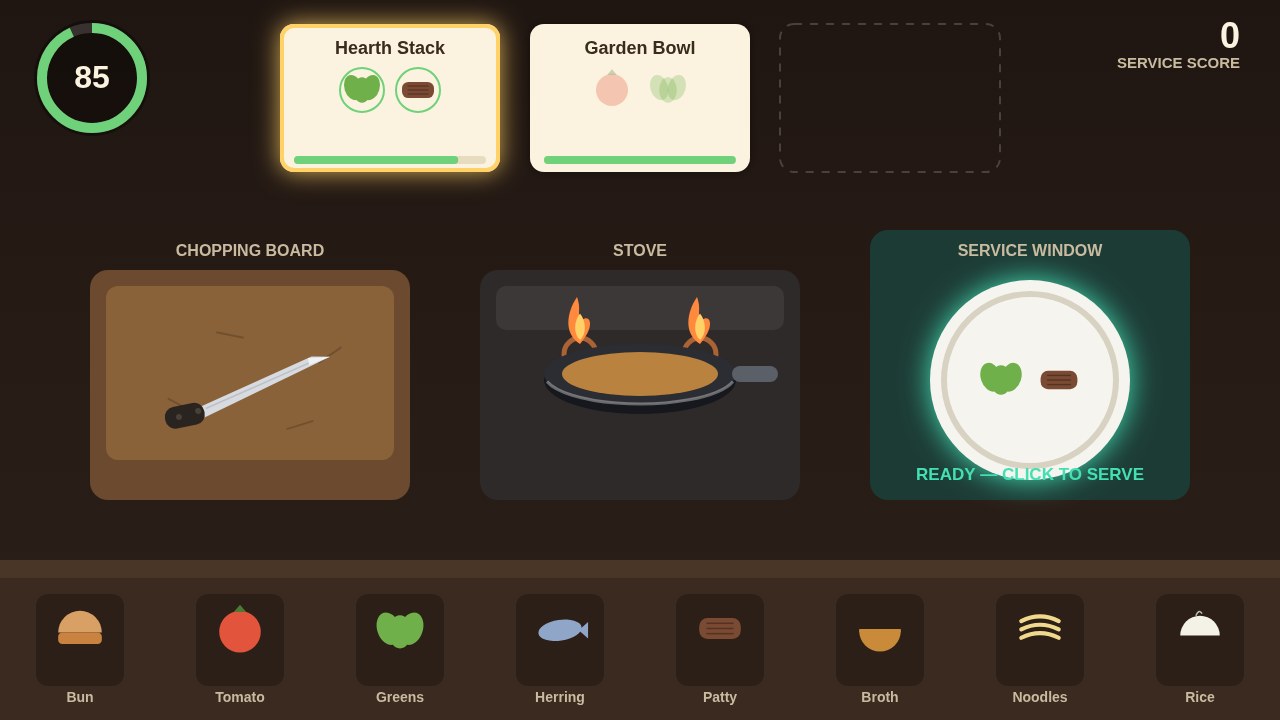 85
Hearth Stack
Garden Bowl
0
SERVICE SCORE
CHOPPING BOARD
STOVE
SERVICE WINDOW
READY — CLICK TO SERVE
Bun
Tomato
Greens
Herring
Patty
Broth
Noodles
Rice